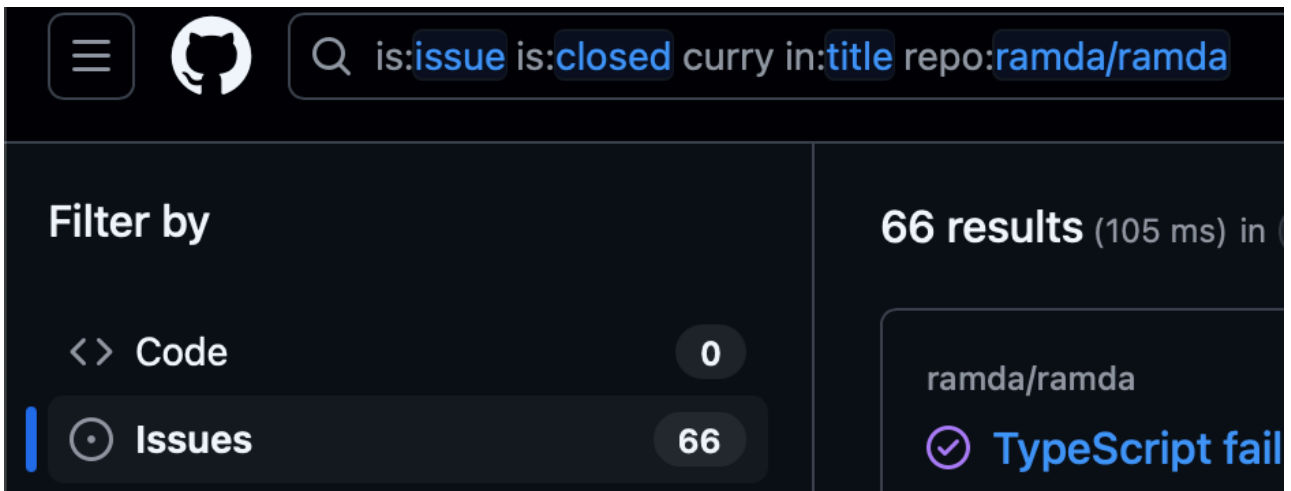 is:issue is:closed curry in:title repo:ramda/ramda
Filter by
Code 0
Issues 66
66 results (105 ms) in
ramda/ramda
TypeScript fail